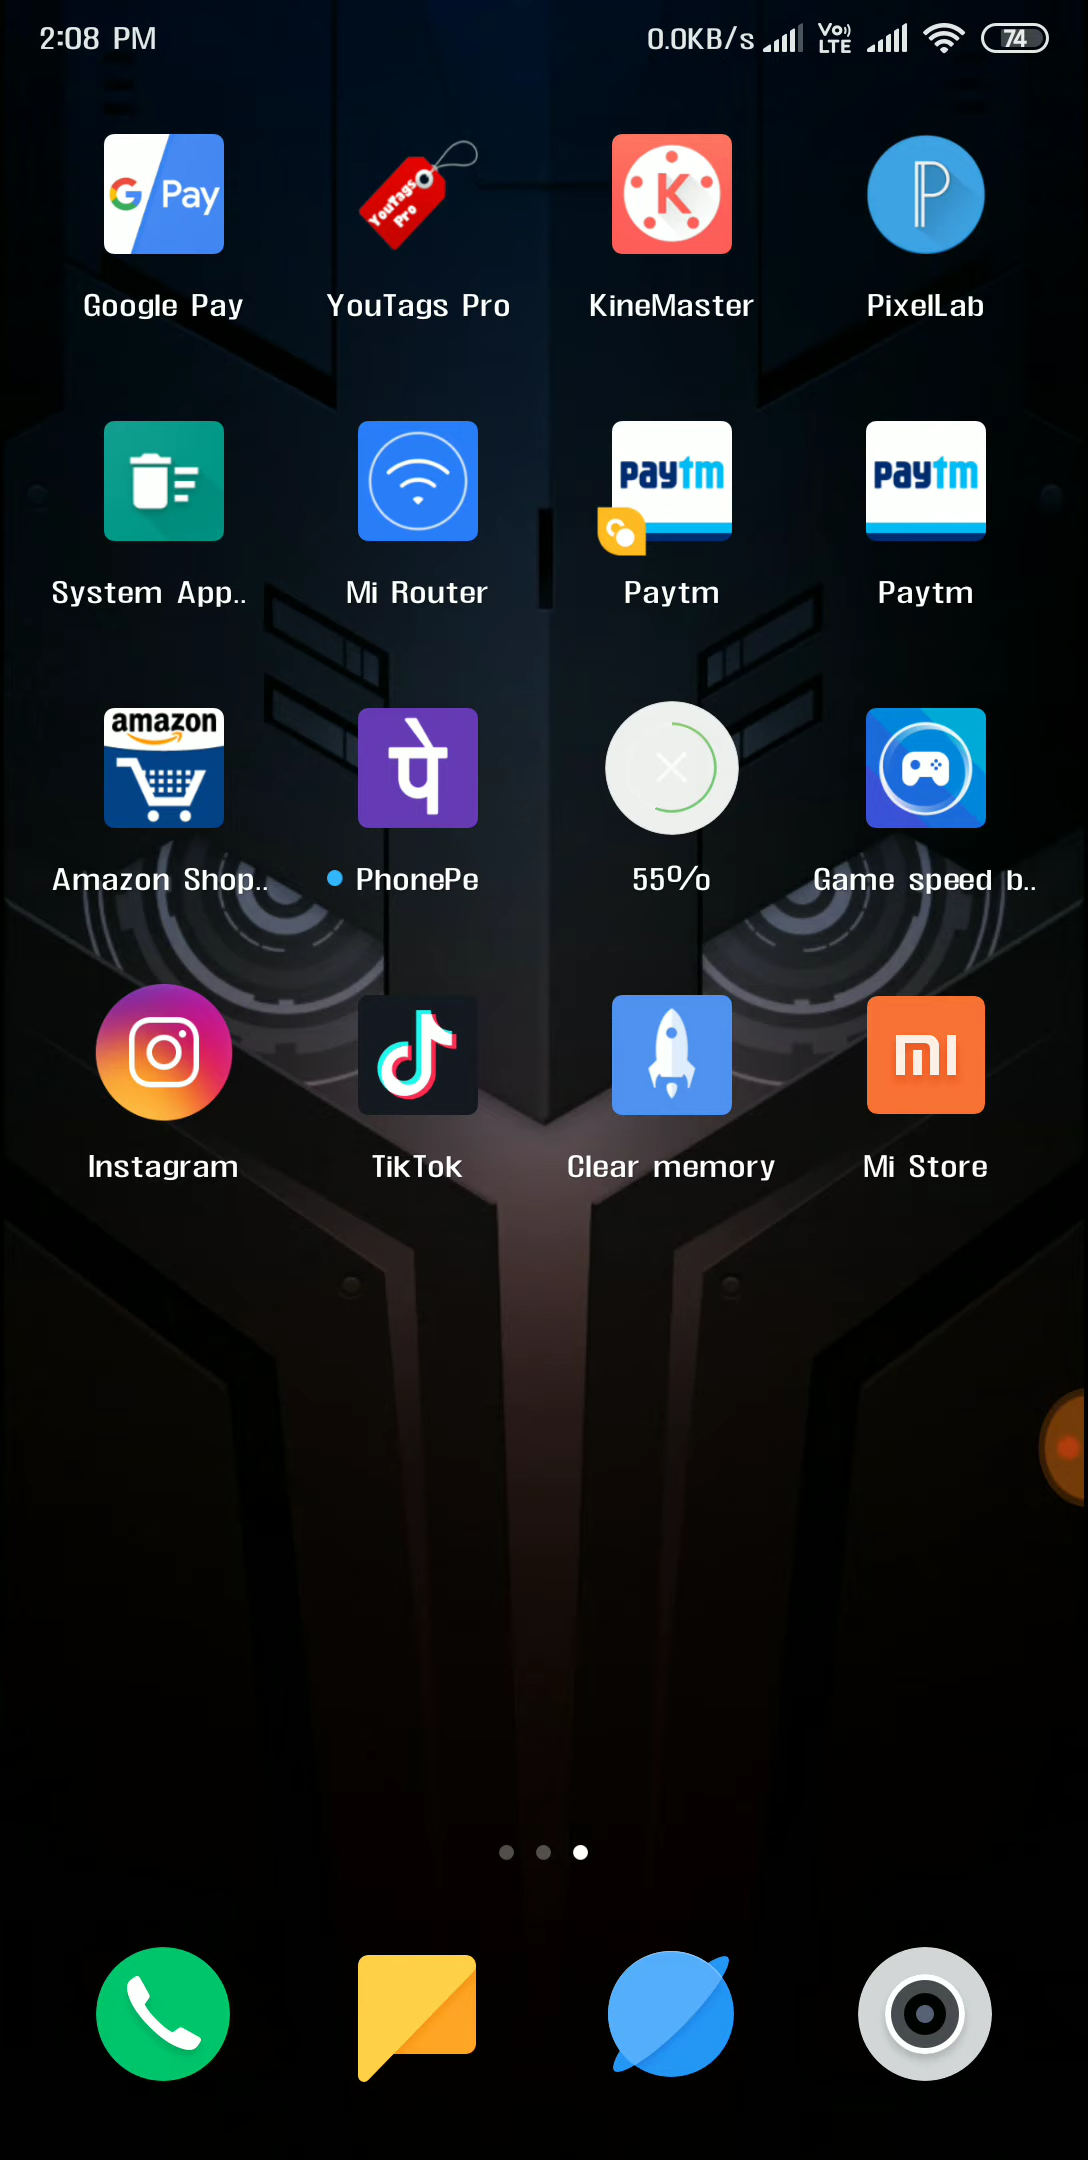 2:08 PM
0.0KB/s Vo)) LTE 74
G Pay
YouTags Pro
K
P
Google Pay
YouTags Pro
KineMaster
PixelLab
paytm
paytm
System App..
Mi Router
Paytm
Paytm
amazon
पे
Amazon Shop..
PhonePe
55%
Game speed b..
mi
Instagram
TikTok
Clear memory
Mi Store